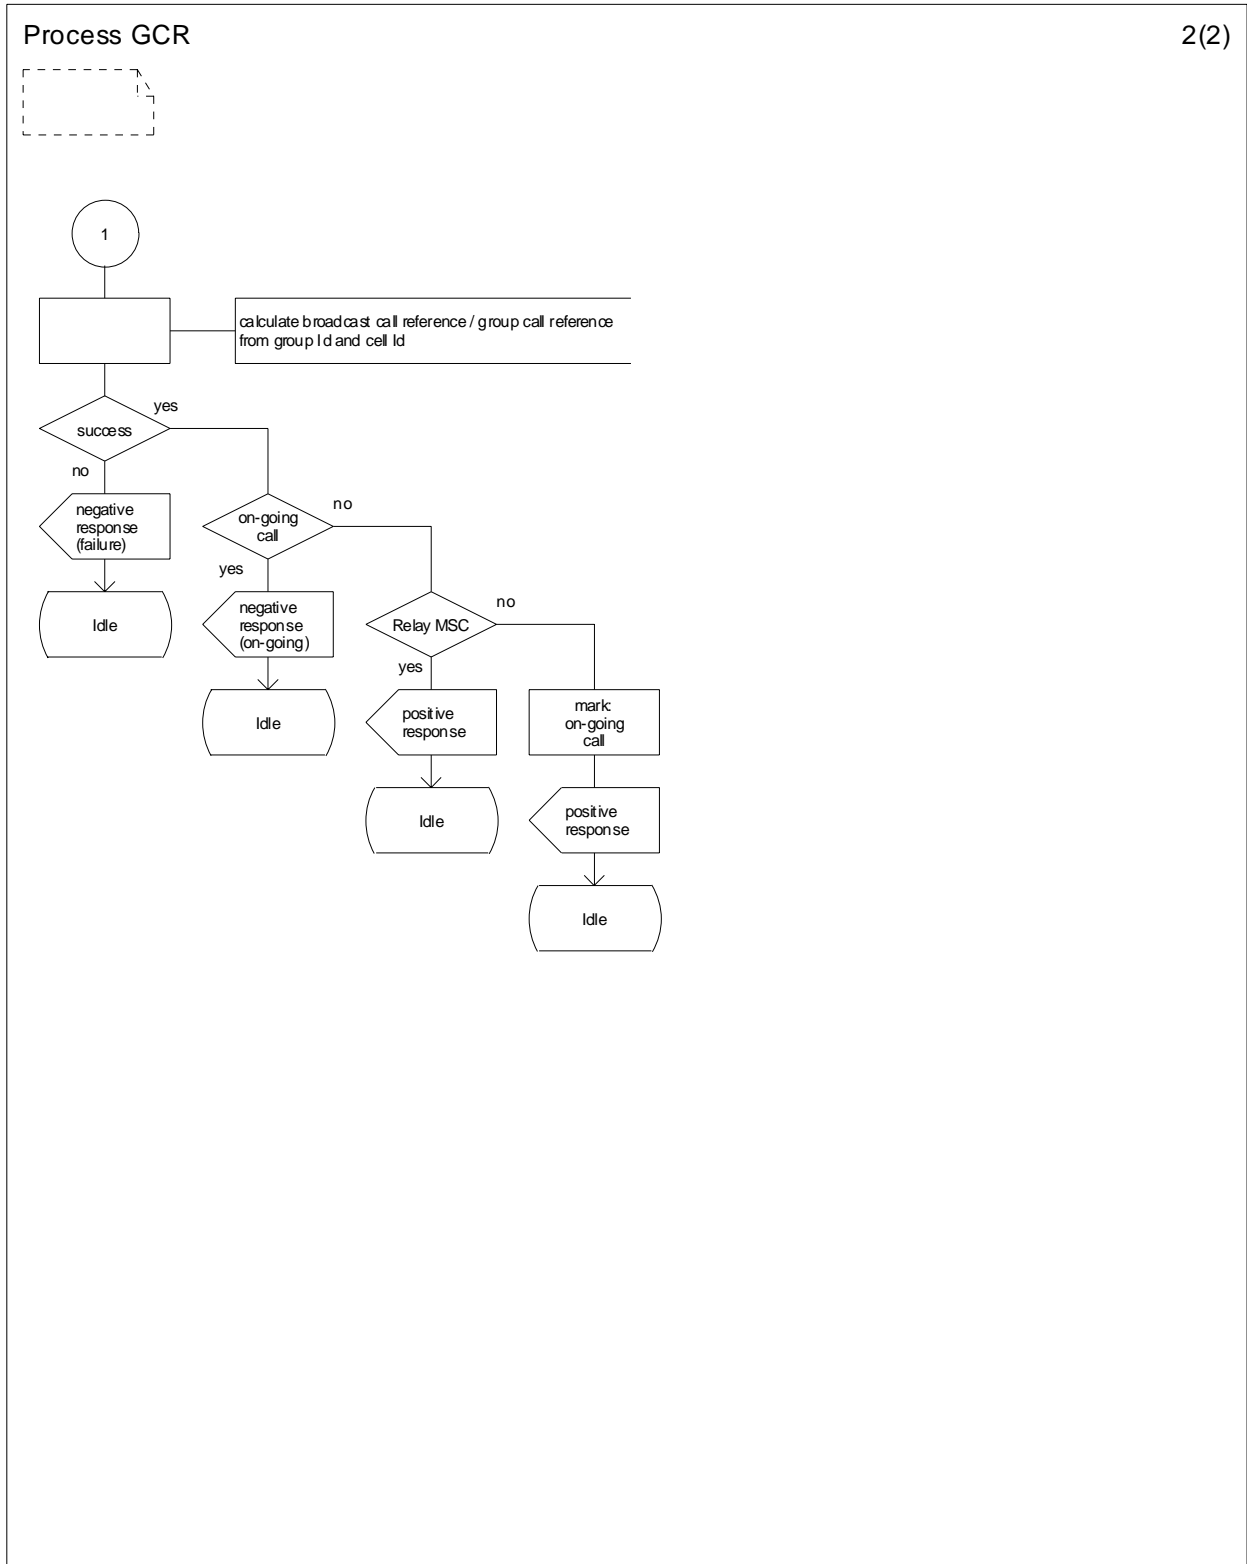 Process GCR
2(2)
1
calculate broadcast call reference / group call reference
from group Id and cell Id
yes
success
no
negative
response
(failure)
Idle
no
on-going
call
yes
negative
response
(on-going)
Idle
no
Relay MSC
yes
positive
response
Idle
mark:
on-going
call
positive
response
Idle